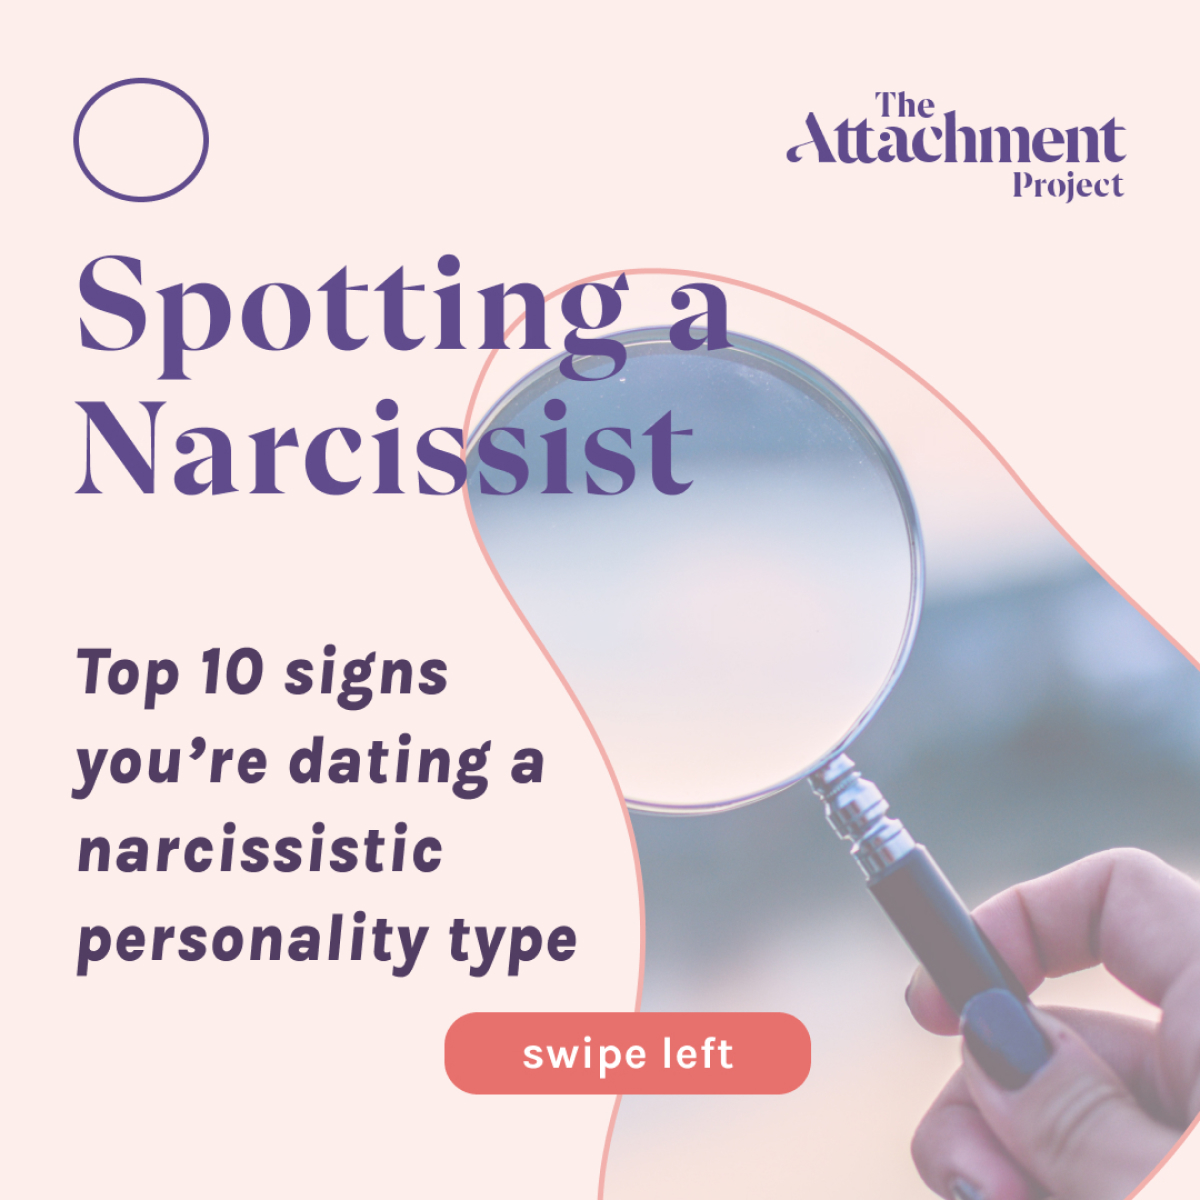 The
Attachment
Project
Spotting a
Narcissist
Top 10 signs
you’re dating a
narcissistic
personality type
swipe left